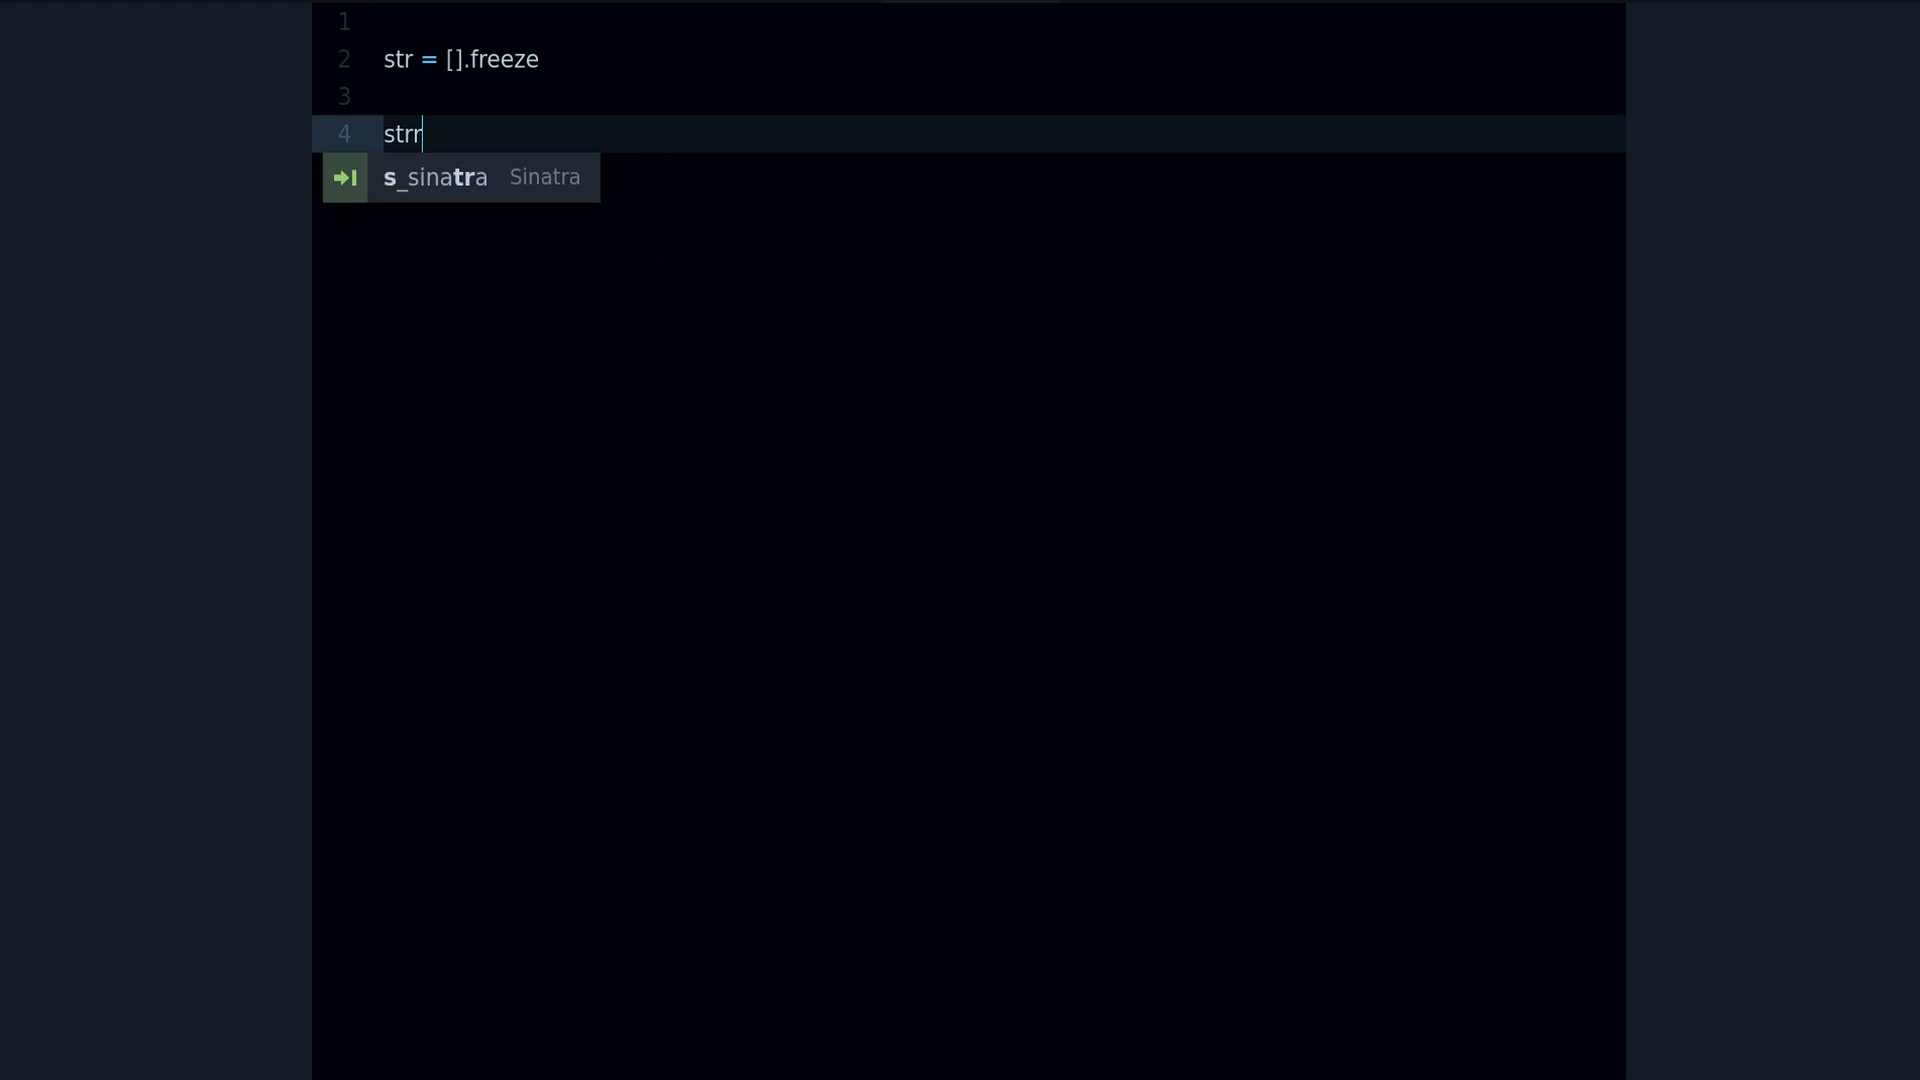 1
2 str = [].freeze
3
4 strr
s_sinatra Sinatra